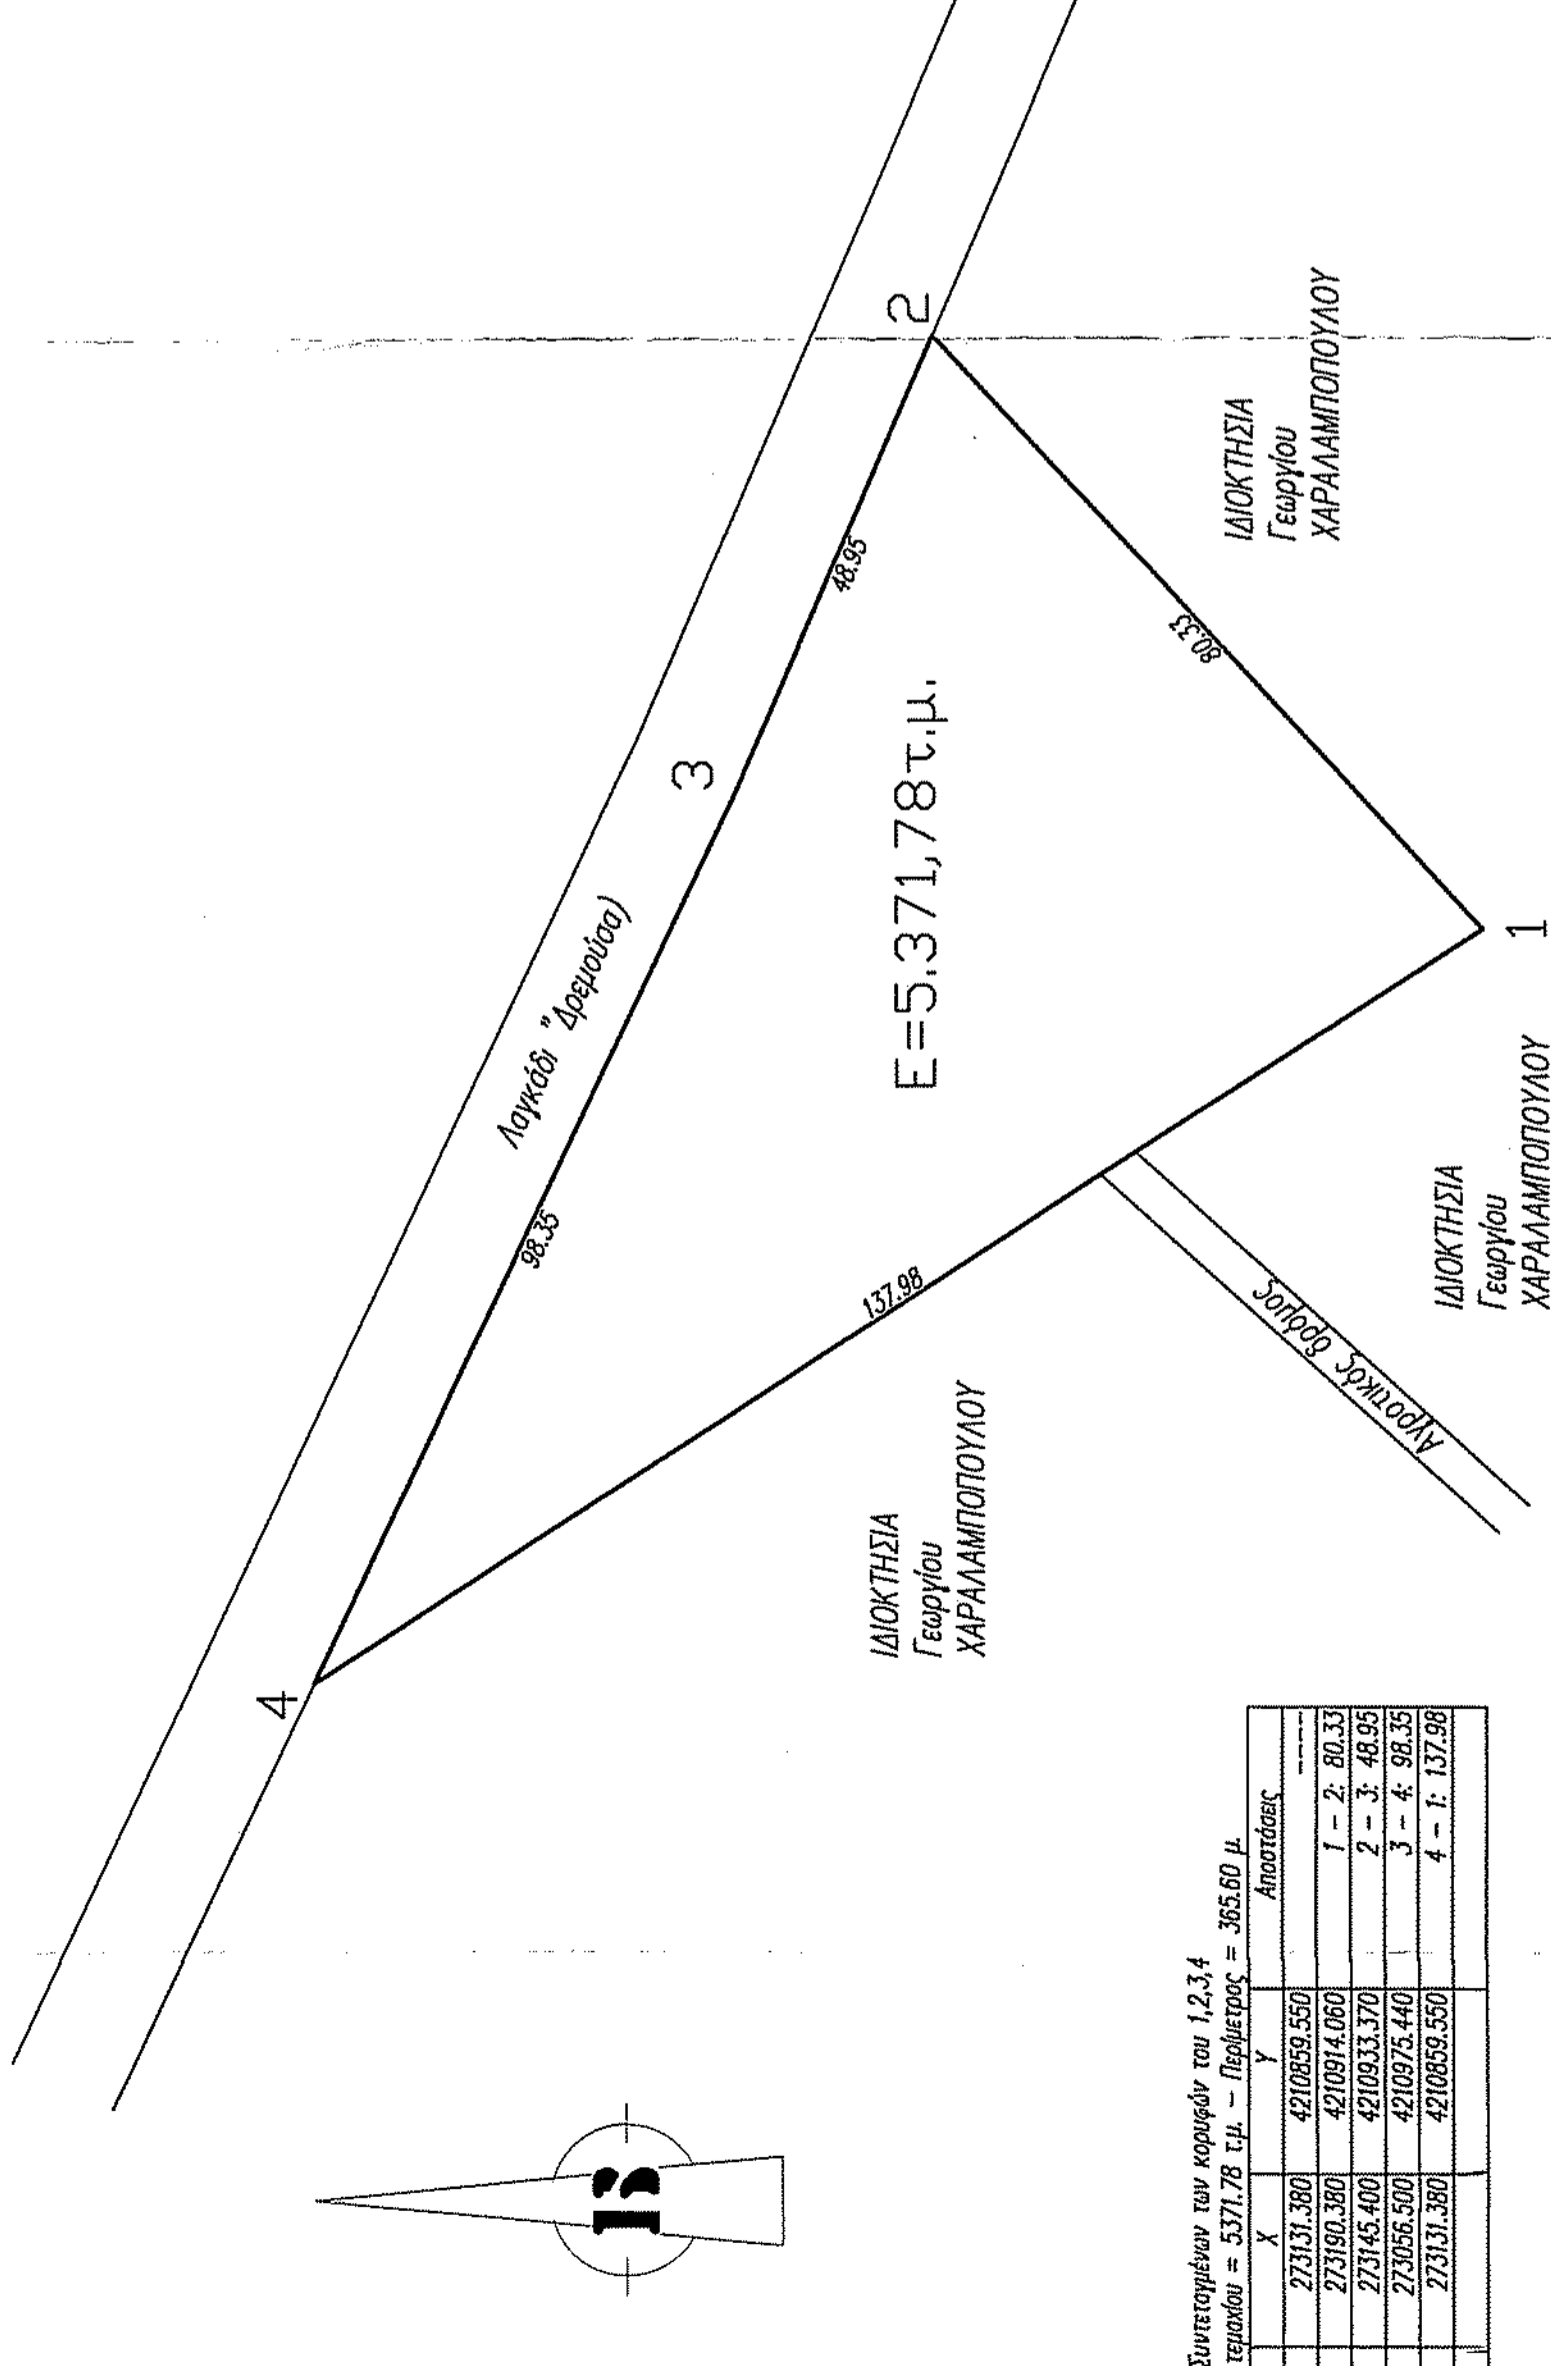 4
3
2
1
Λαγκάδι "Δρεμούσα)
98.35
48.95
137.98
80.33
Ε=5.371,78τ.μ.
ΙΔΙΟΚΤΗΣΙΑ
Γεωργίου
ΧΑΡΑΛΑΜΠΟΠΟΥΛΟΥ
ΙΔΙΟΚΤΗΣΙΑ
Γεωργίου
ΧΑΡΑΛΑΜΠΟΠΟΥΛΟΥ
ΙΔΙΟΚΤΗΣΙΑ
Γεωργίου
ΧΑΡΑΛΑΜΠΟΠΟΥΛΟΥ
Αγροτικός δρόμος
Συντεταγμένων των κορυφών του 1,2,3,4
τεμαχίου = 5371.78 τ.μ. - Περίμετρος = 365.60 μ.
X Y Αποστάσεις
273131.380 4210859.550 ----
273190.380 4210914.060 1 - 2: 80.33
273145.400 4210933.370 2 - 3: 48.95
273056.500 4210975.440 3 - 4: 98.35
273131.380 4210859.550 4 - 1: 137.98